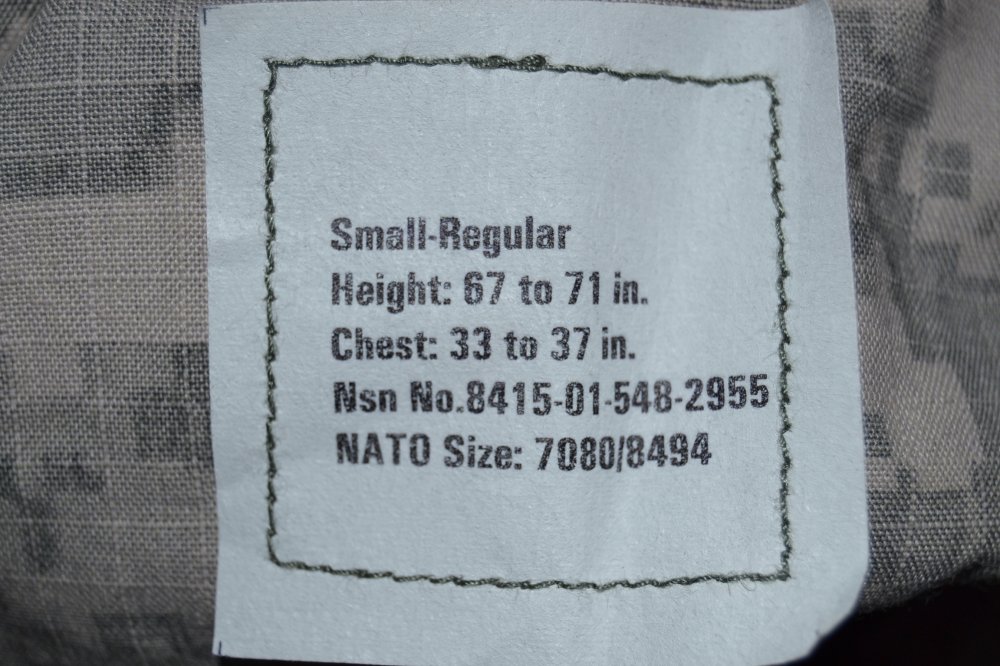 Small-Regular
Height: 67 to 71 in.
Chest: 33 to 37 in.
Nsn No.8415-01-548-2955
NATO Size: 7080/8494